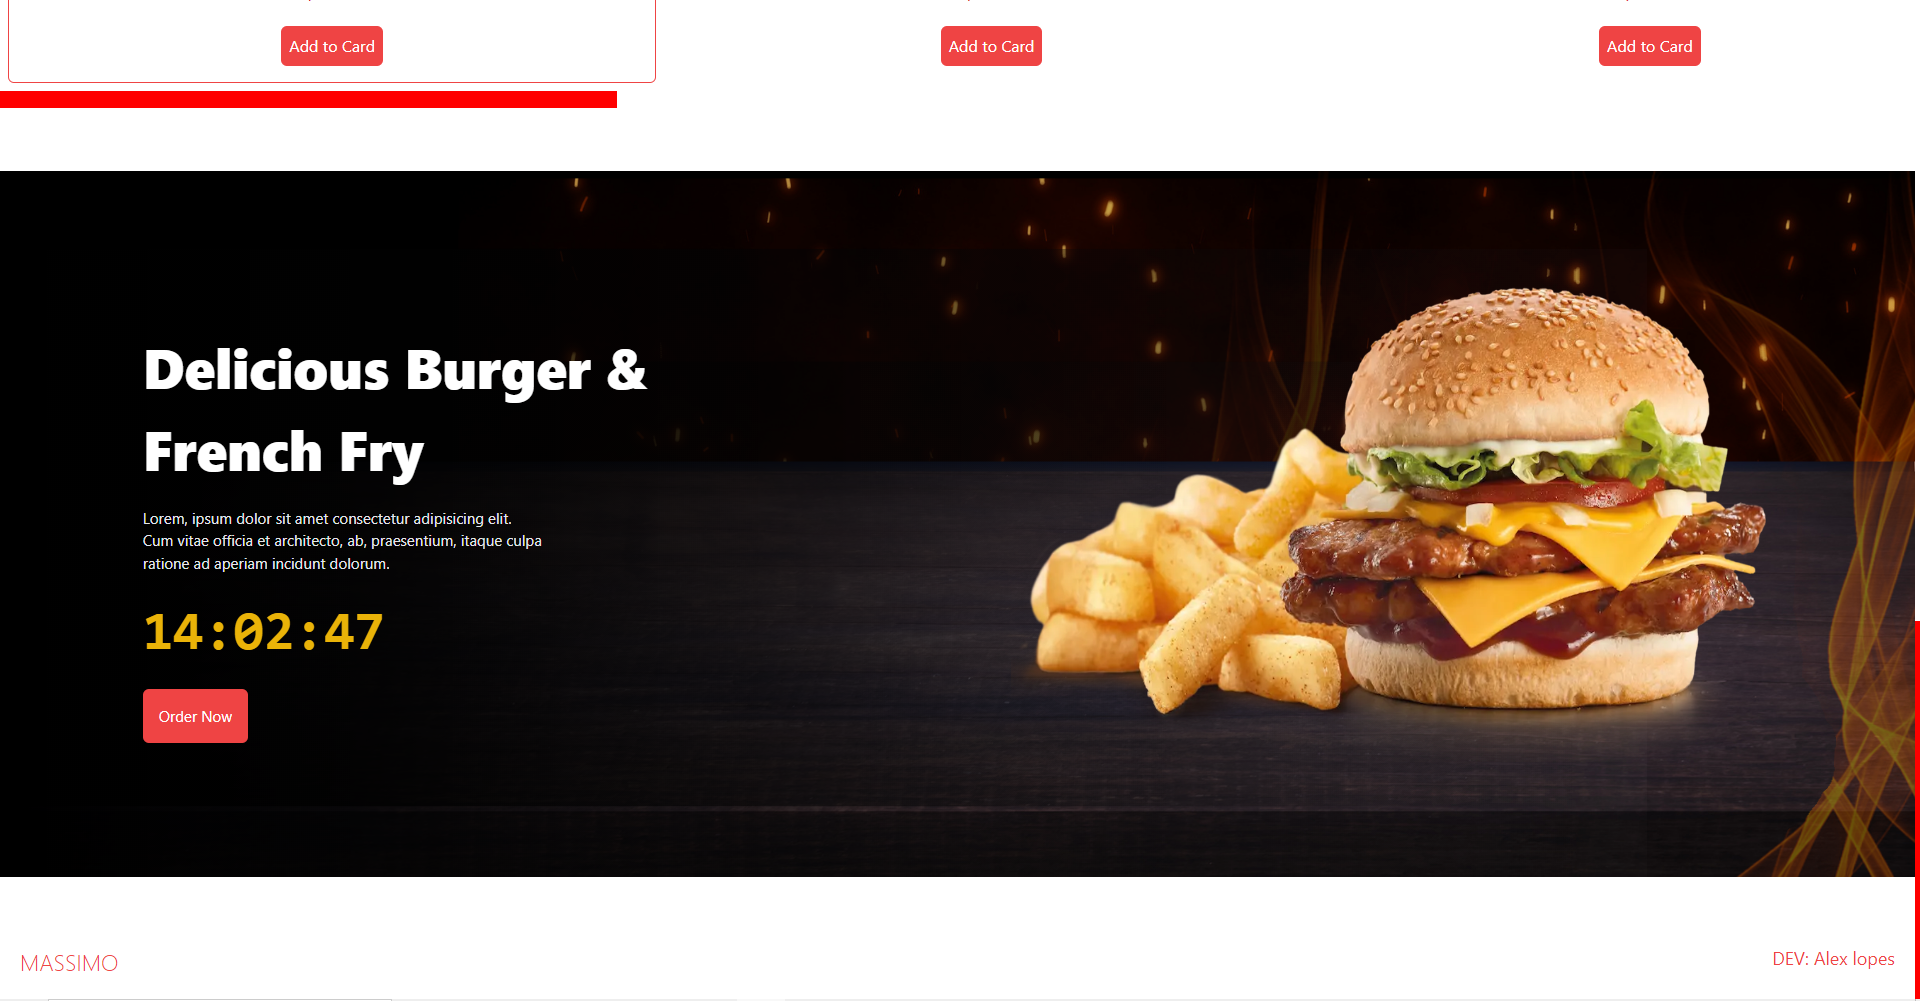 Add to Card
Add to Card
Add to Card
Delicious Burger &
French Fry
Lorem, ipsum dolor sit amet consectetur adipisicing elit.
Cum vitae officia et architecto, ab, praesentium, itaque culpa
ratione ad aperiam incidunt dolorum.
14:02:47
Order Now
MASSIMO
DEV: Alex lopes